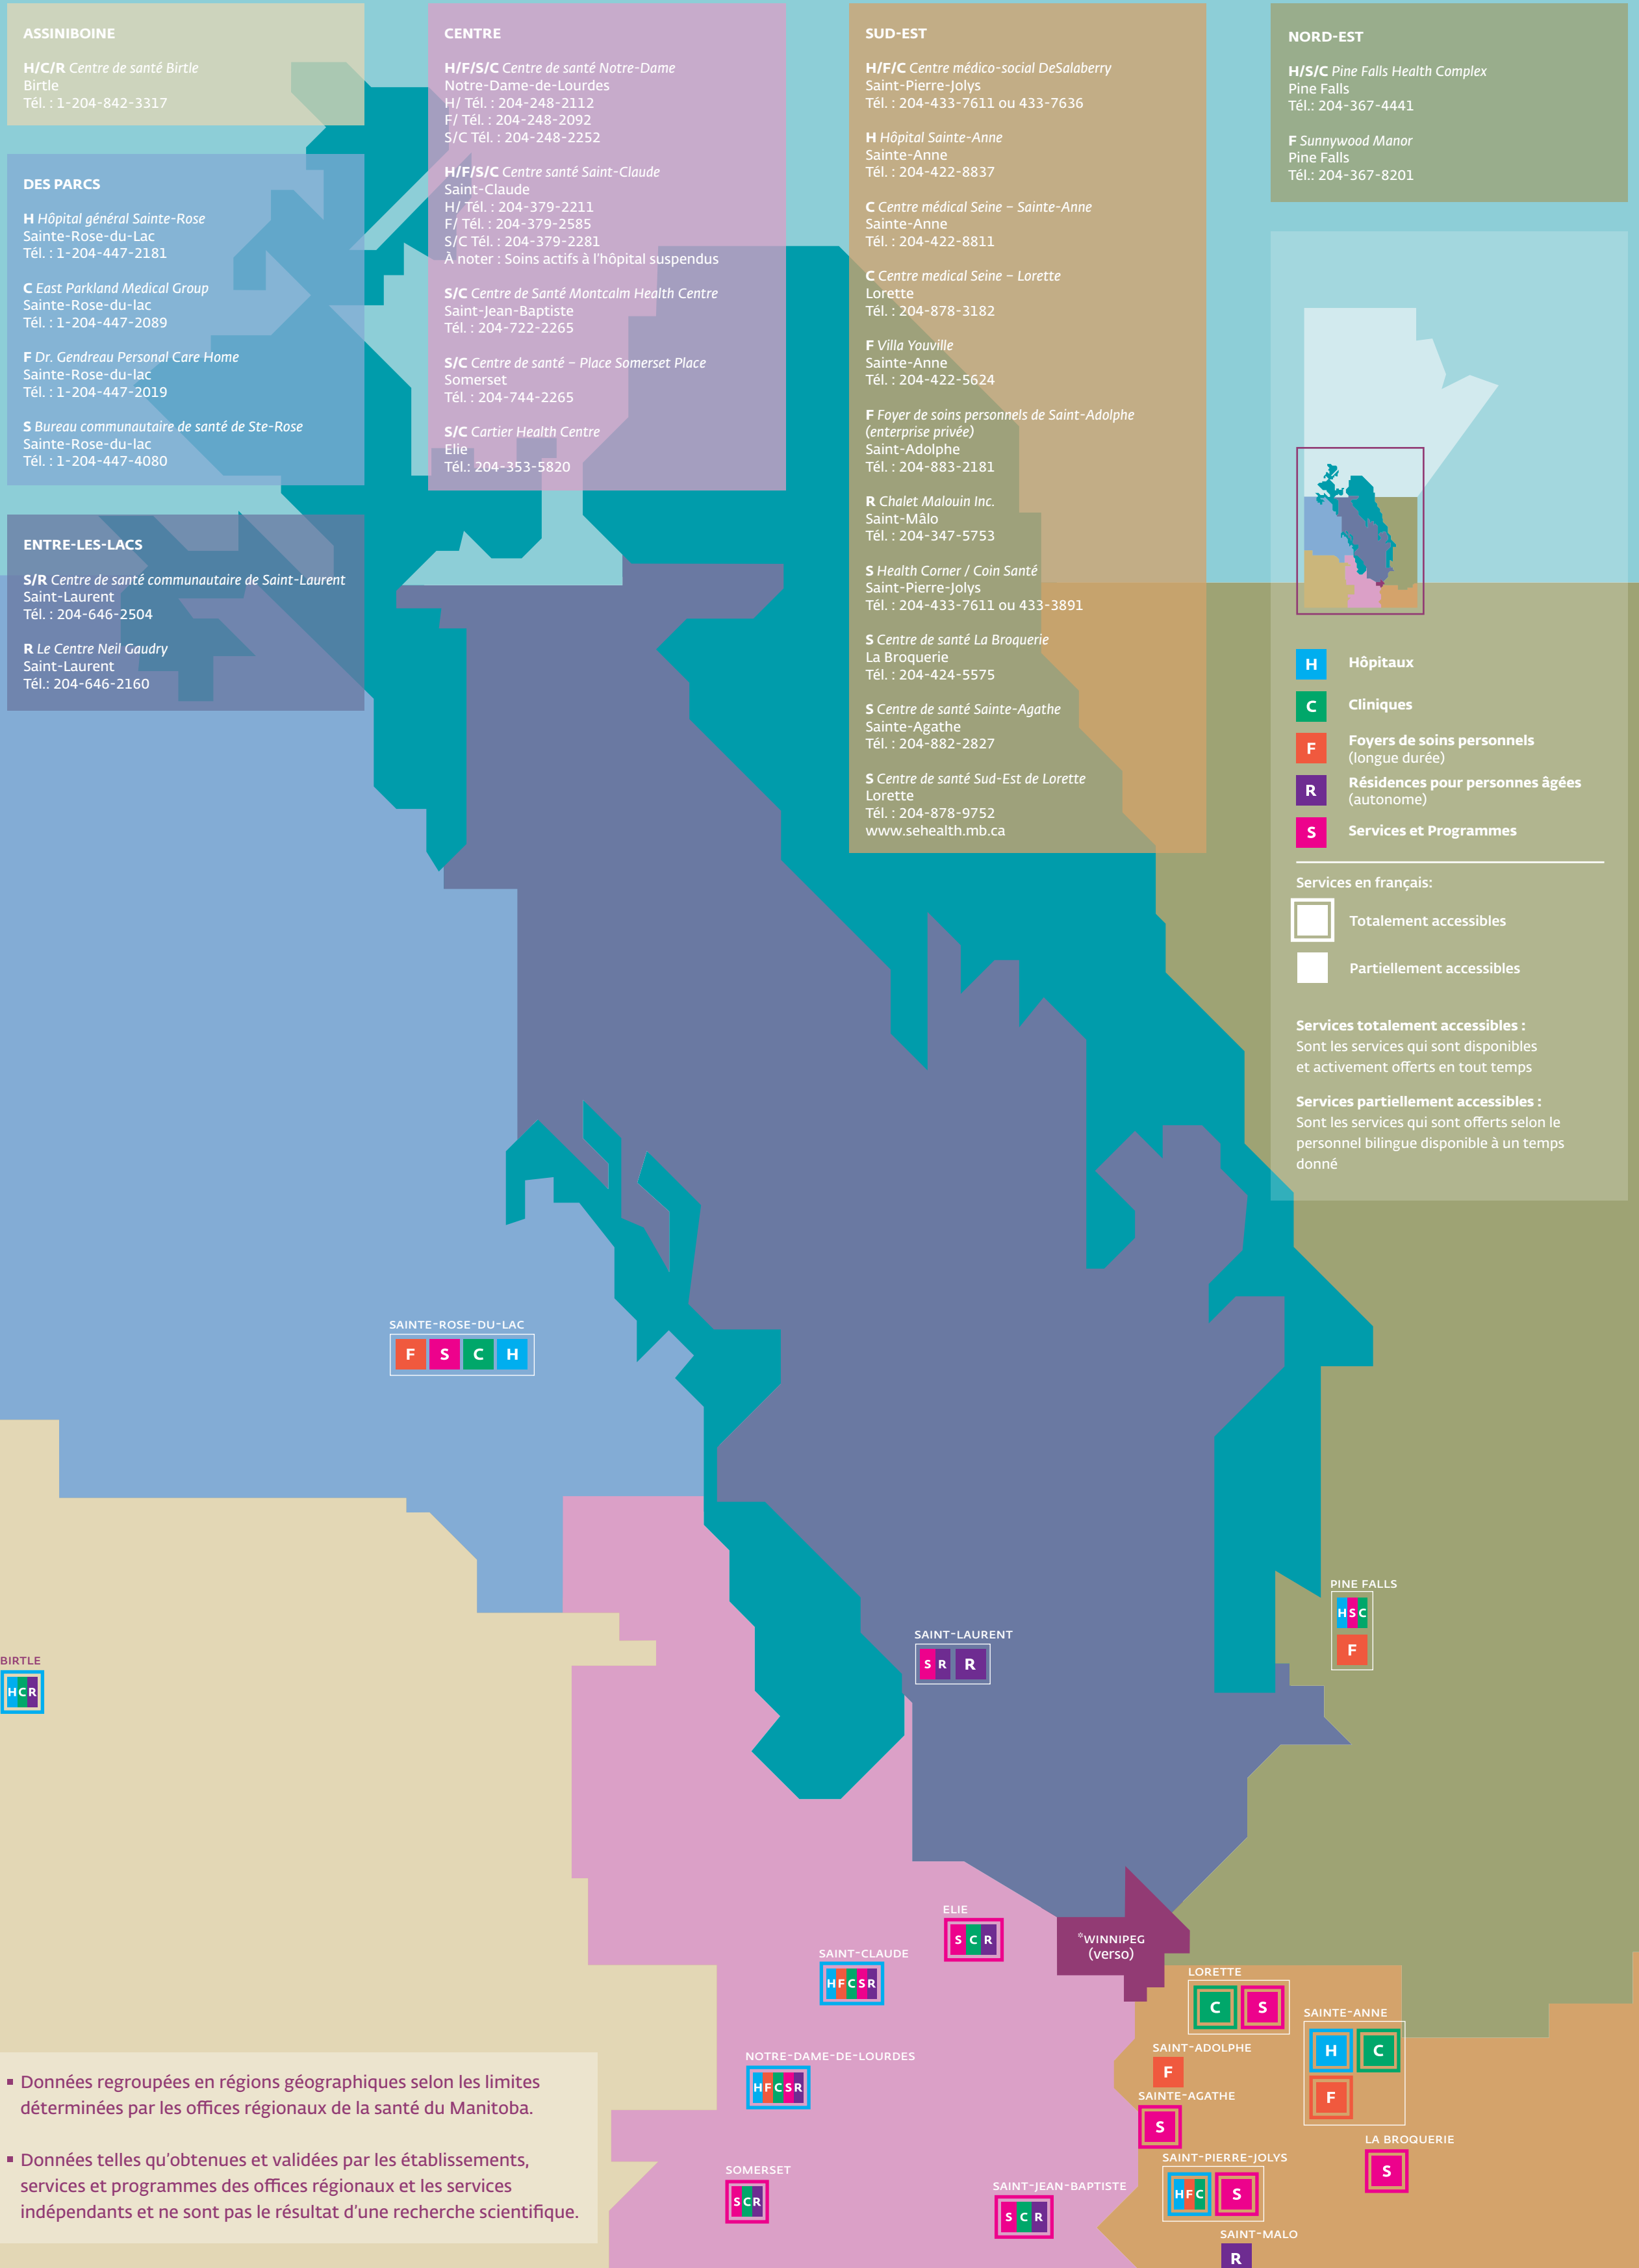 ASSINIBOINE
H/C/R Centre de santé Birtle
Birtle
Tél. : 1-204-842-3317
DES PARCS
H Hôpital général Sainte-Rose
Sainte-Rose-du-Lac
Tél. : 1-204-447-2181
C East Parkland Medical Group
Sainte-Rose-du-lac
Tél. : 1-204-447-2089
F Dr. Gendreau Personal Care Home
Sainte-Rose-du-lac
Tél. : 1-204-447-2019
S Bureau communautaire de santé de Ste-Rose
Sainte-Rose-du-lac
Tél. : 1-204-447-4080
ENTRE-LES-LACS
S/R Centre de santé communautaire de Saint-Laurent
Saint-Laurent
Tél. : 204-646-2504
R Le Centre Neil Gaudry
Saint-Laurent
Tél.: 204-646-2160
CENTRE
H/F/S/C Centre de santé Notre-Dame
Notre-Dame-de-Lourdes
H/ Tél. : 204-248-2112
F/ Tél. : 204-248-2092
S/C Tél. : 204-248-2252
H/F/S/C Centre santé Saint-Claude
Saint-Claude
H/ Tél. : 204-379-2211
F/ Tél. : 204-379-2585
S/C Tél. : 204-379-2281
À noter : Soins actifs à l'hôpital suspendus
S/C Centre de Santé Montcalm Health Centre
Saint-Jean-Baptiste
Tél. : 204-722-2265
S/C Centre de santé – Place Somerset Place
Somerset
Tél. : 204-744-2265
S/C Cartier Health Centre
Elie
Tél.: 204-353-5820
SUD-EST
H/F/C Centre médico-social DeSalaberry
Saint-Pierre-Jolys
Tél. : 204-433-7611 ou 433-7636
H Hôpital Sainte-Anne
Sainte-Anne
Tél. : 204-422-8837
C Centre médical Seine – Sainte-Anne
Sainte-Anne
Tél. : 204-422-8811
C Centre medical Seine – Lorette
Lorette
Tél. : 204-878-3182
F Villa Youville
Sainte-Anne
Tél. : 204-422-5624
F Foyer de soins personnels de Saint-Adolphe
(enterprise privée)
Saint-Adolphe
Tél. : 204-883-2181
R Chalet Malouin Inc.
Saint-Mâlo
Tél. : 204-347-5753
S Health Corner / Coin Santé
Saint-Pierre-Jolys
Tél. : 204-433-7611 ou 433-3891
S Centre de santé La Broquerie
La Broquerie
Tél. : 204-424-5575
S Centre de santé Sainte-Agathe
Sainte-Agathe
Tél. : 204-882-2827
S Centre de santé Sud-Est de Lorette
Lorette
Tél. : 204-878-9752
www.sehealth.mb.ca
NORD-EST
H/S/C Pine Falls Health Complex
Pine Falls
Tél.: 204-367-4441
F Sunnywood Manor
Pine Falls
Tél.: 204-367-8201
H Hôpitaux
C Cliniques
F Foyers de soins personnels
(longue durée)
R Résidences pour personnes âgées
(autonome)
S Services et Programmes
Services en français:
Totalement accessibles
Partiellement accessibles
Services totalement accessibles :
Sont les services qui sont disponibles
et activement offerts en tout temps
Services partiellement accessibles :
Sont les services qui sont offerts selon le
personnel bilingue disponible à un temps
donné
SAINTE-ROSE-DU-LAC
F S C H
PINE FALLS
H S C
F
SAINT-LAURENT
S R R
BIRTLE
H C R
ELIE
S C R
*WINNIPEG
(verso)
SAINT-CLAUDE
H F C S R
LORETTE
C S
SAINTE-ANNE
H C
F
NOTRE-DAME-DE-LOURDES
H F C S R
SAINT-ADOLPHE
F
SAINTE-AGATHE
S
LA BROQUERIE
S
SAINT-PIERRE-JOLYS
H F C S
SOMERSET
S C R
SAINT-JEAN-BAPTISTE
S C R
SAINT-MALO
R
▪ Données regroupées en régions géographiques selon les limites
déterminées par les offices régionaux de la santé du Manitoba.
▪ Données telles qu'obtenues et validées par les établissements,
services et programmes des offices régionaux et les services
indépendants et ne sont pas le résultat d'une recherche scientifique.